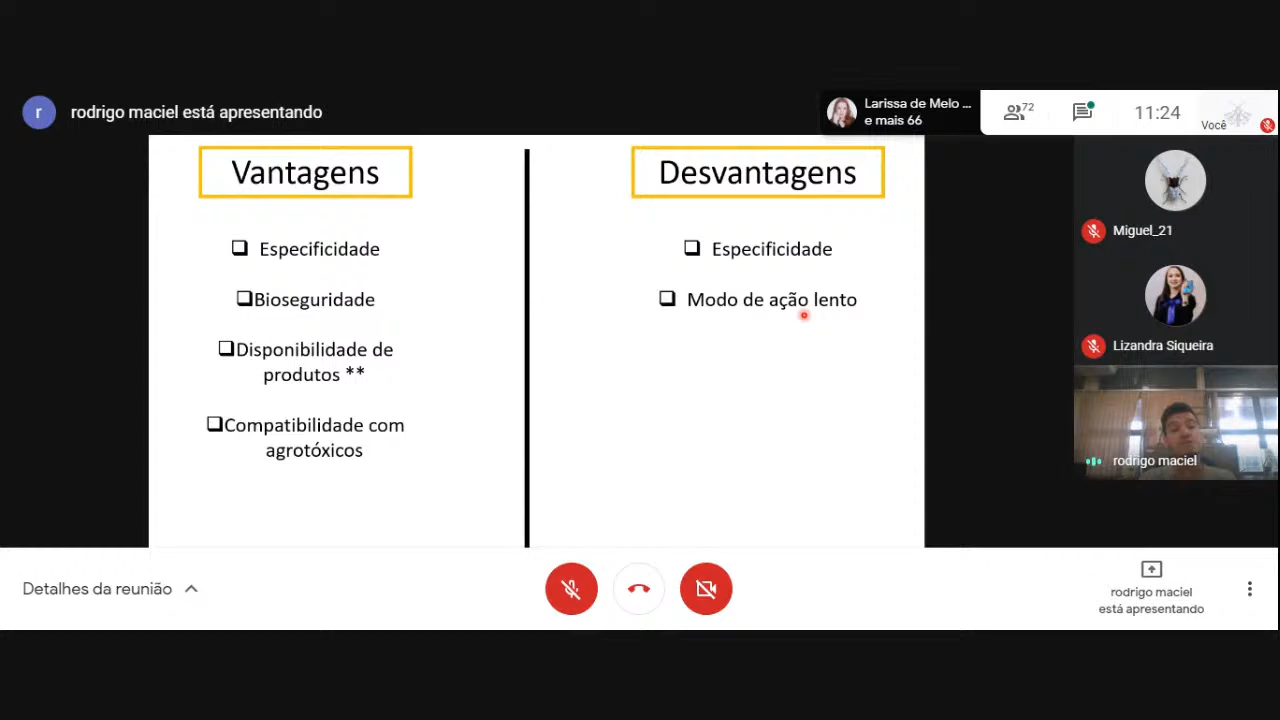 r
rodrigo maciel está apresentando
Larissa de Melo ...
e mais 66
72
11:24
Você
Vantagens
Especificidade
Bioseguridade
Disponibilidade de
produtos **
Compatibilidade com
agrotóxicos
Desvantagens
Especificidade
Modo de ação lento
Miguel_21
Lizandra Siqueira
rodrigo maciel
Detalhes da reunião
rodrigo maciel
está apresentando